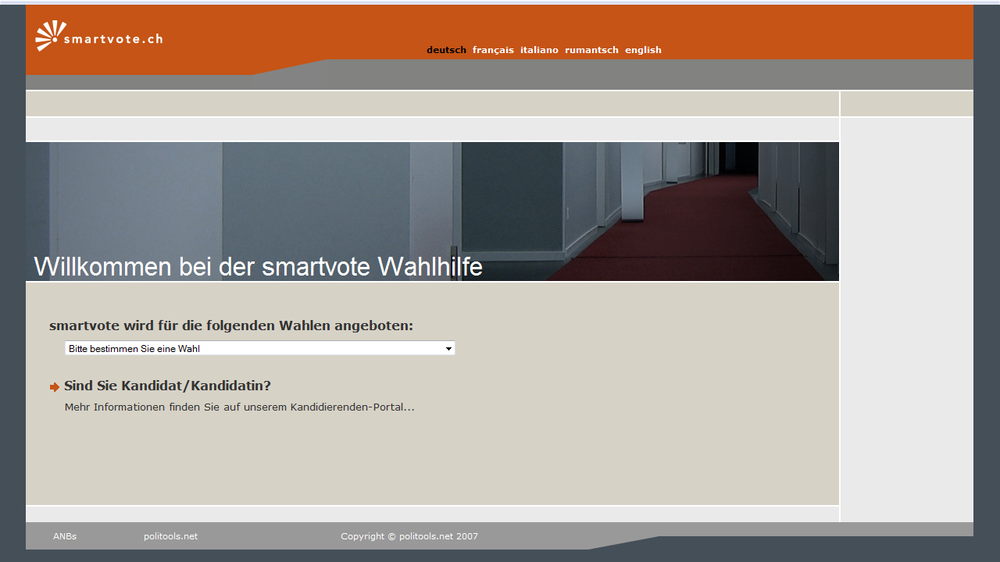 smartvote.ch
deutsch français italiano rumantsch english
Willkommen bei der smartvote Wahlhilfe
smartvote wird für die folgenden Wahlen angeboten:
Bitte bestimmen Sie eine Wahl
Sind Sie Kandidat/Kandidatin?
Mehr Informationen finden Sie auf unserem Kandidierenden-Portal...
ANBs politools.net Copyright © politools.net 2007